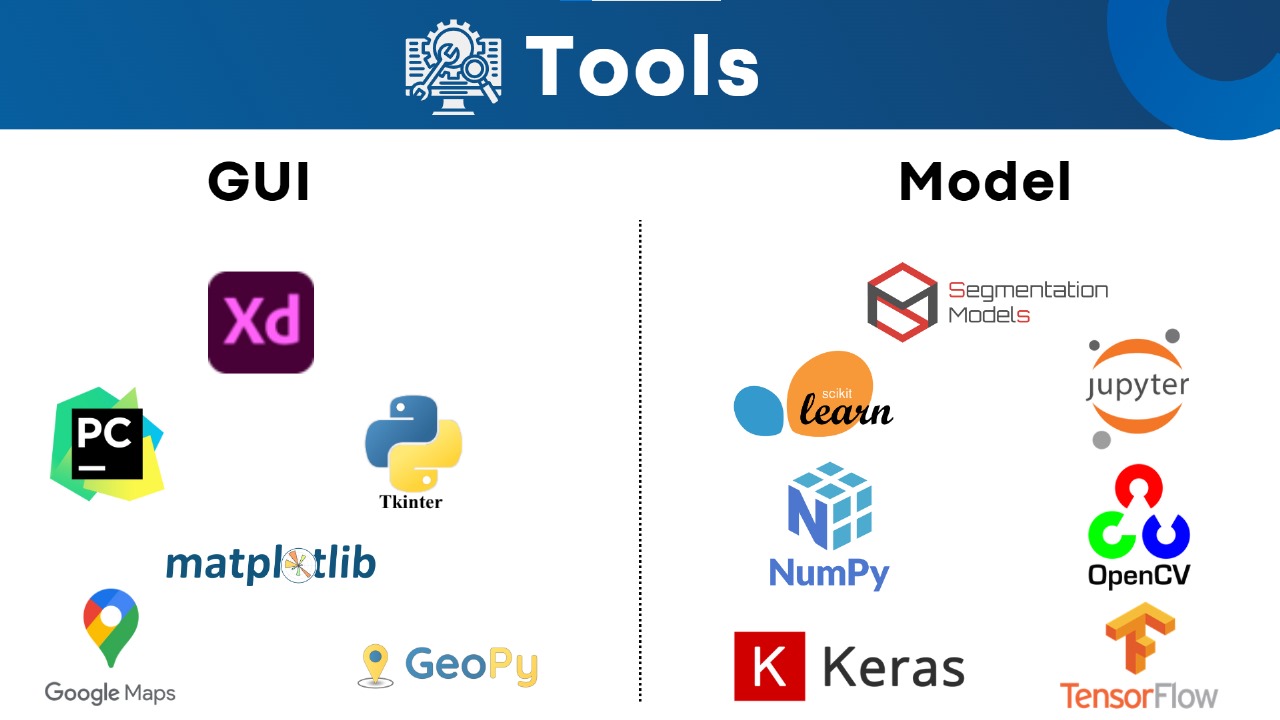 Tools
GUI
Xd
PC
Tkinter
matplotlib
Google Maps
GeoPy
Model
Segmentation
Models
scikit
learn
jupyter
NumPy
OpenCV
K Keras
TensorFlow